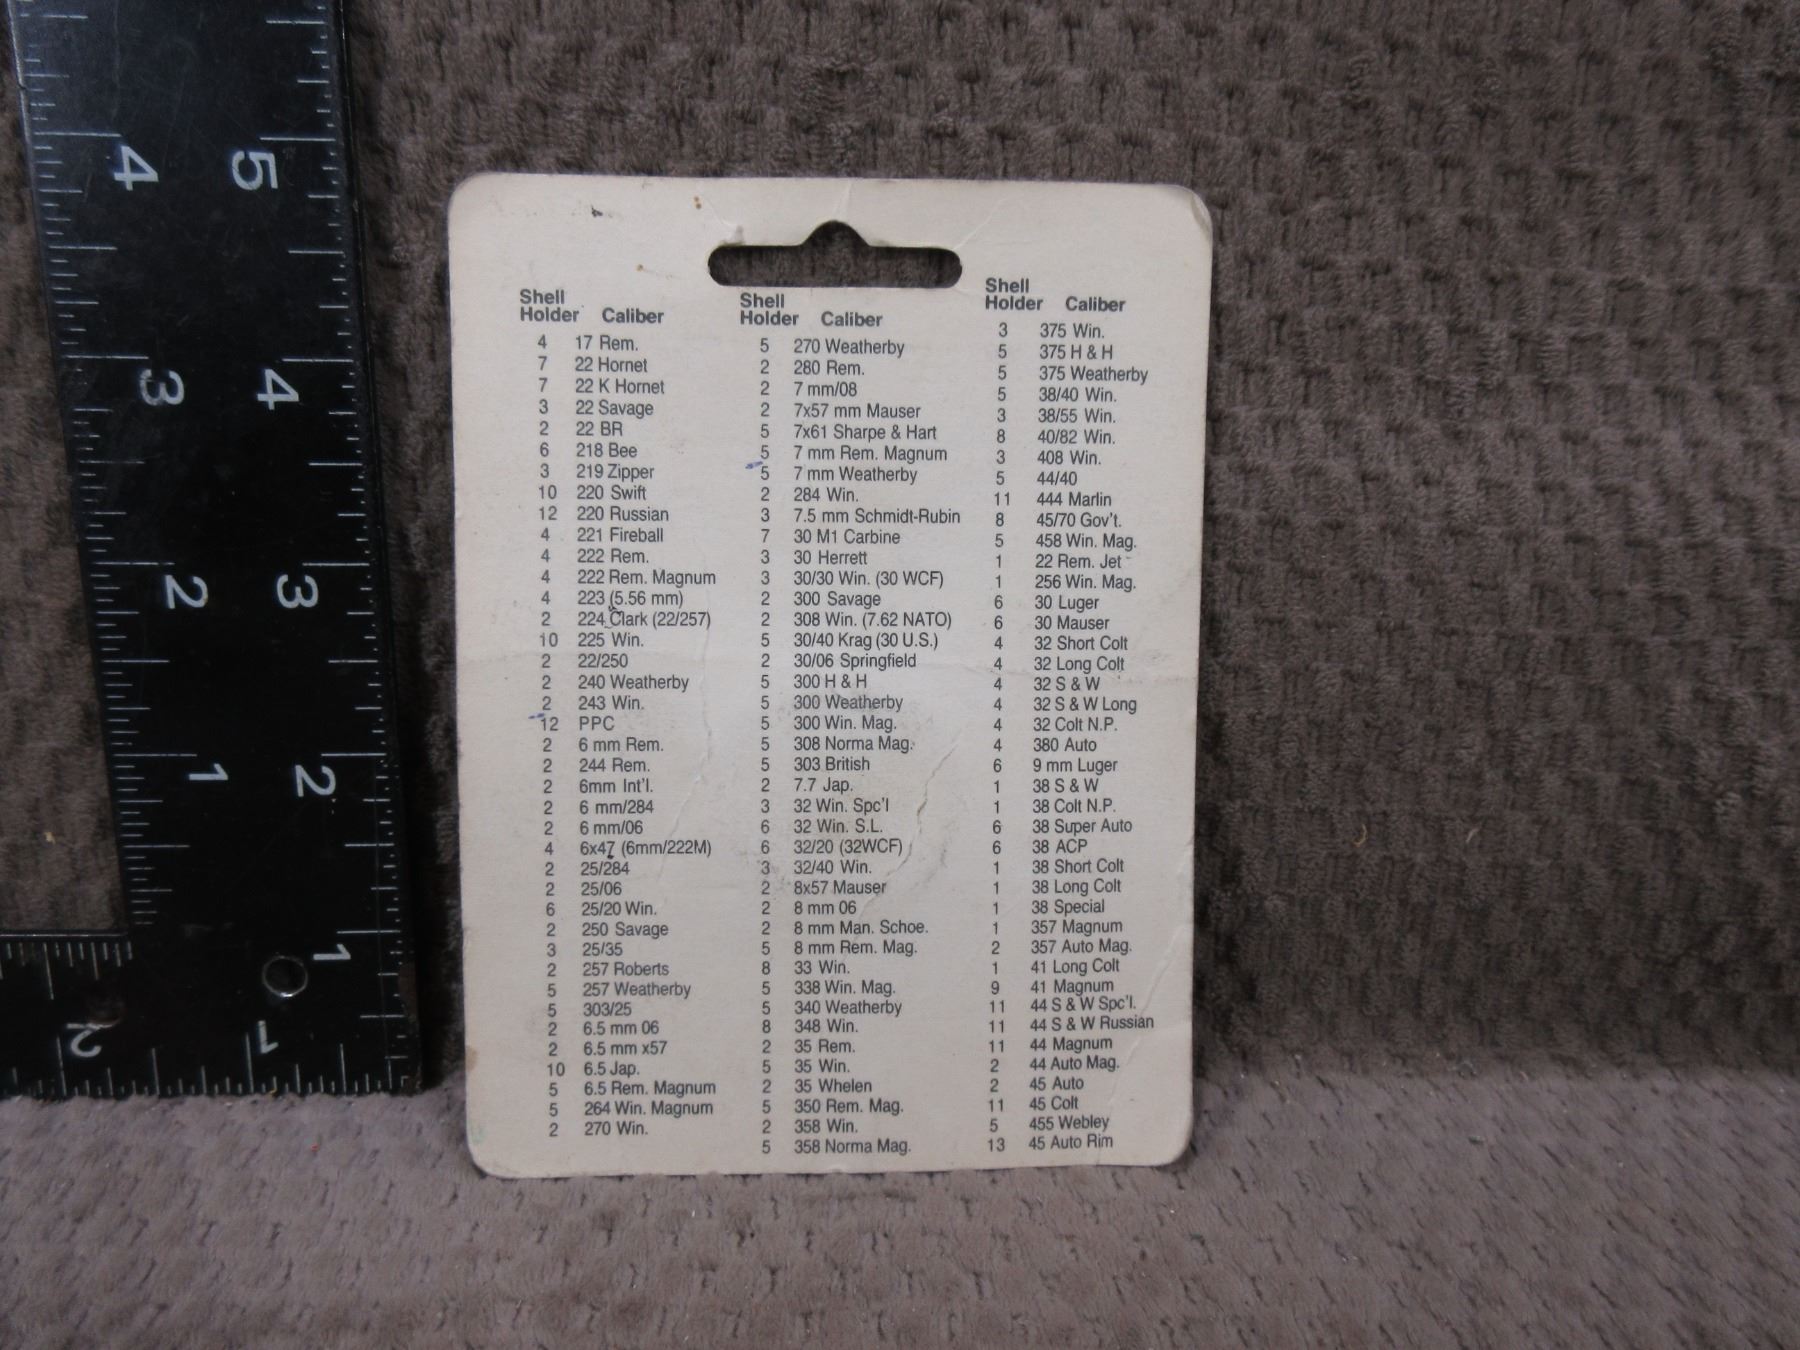 4 5
3 4
2 3
1 2
1
2 1
Shell
Holder Caliber
4 17 Rem.
7 22 Hornet
7 22 K Hornet
3 22 Savage
2 22 BR
6 218 Bee
3 219 Zipper
10 220 Swift
12 220 Russian
4 221 Fireball
4 222 Rem.
4 222 Rem. Magnum
4 223 (5.56 mm)
2 224 Clark (22/257)
10 225 Win.
2 22/250
2 240 Weatherby
2 243 Win.
12 PPC
2 6 mm Rem.
2 244 Rem.
2 6mm Int'l.
2 6 mm/284
2 6 mm/06
4 6x47 (6mm/222M)
2 25/284
2 25/06
6 25/20 Win.
2 250 Savage
3 25/35
2 257 Roberts
5 257 Weatherby
5 303/25
2 6.5 mm 06
2 6.5 mm x57
10 6.5 Jap.
5 6.5 Rem. Magnum
5 264 Win. Magnum
2 270 Win.
Shell
Holder Caliber
5 270 Weatherby
2 280 Rem.
2 7 mm/08
2 7x57 mm Mauser
5 7x61 Sharpe & Hart
5 7 mm Rem. Magnum
5 7 mm Weatherby
2 284 Win.
3 7.5 mm Schmidt-Rubin
7 30 M1 Carbine
3 30 Herrett
3 30/30 Win. (30 WCF)
2 300 Savage
2 308 Win. (7.62 NATO)
5 30/40 Krag (30 U.S.)
2 30/06 Springfield
5 300 H & H
5 300 Weatherby
5 300 Win. Mag.
5 308 Norma Mag.
5 303 British
2 7.7 Jap.
3 32 Win. Spc'l
6 32 Win. S.L.
6 32/20 (32WCF)
3 32/40 Win.
2 8x57 Mauser
2 8 mm 06
2 8 mm Man. Schoe.
5 8 mm Rem. Mag.
8 33 Win.
5 338 Win. Mag.
5 340 Weatherby
8 348 Win.
2 35 Rem.
5 35 Win.
2 35 Whelen
5 350 Rem. Mag.
2 358 Win.
5 358 Norma Mag.
Shell
Holder Caliber
3 375 Win.
5 375 H & H
5 375 Weatherby
5 38/40 Win.
3 38/55 Win.
8 40/82 Win.
3 408 Win.
5 44/40
11 444 Marlin
8 45/70 Gov't.
5 458 Win. Mag.
1 22 Rem. Jet
1 256 Win. Mag.
6 30 Luger
6 30 Mauser
4 32 Short Colt
4 32 Long Colt
4 32 S & W
4 32 S & W Long
4 32 Colt N.P.
4 380 Auto
6 9 mm Luger
1 38 S & W
1 38 Colt N.P.
6 38 Super Auto
6 38 ACP
1 38 Short Colt
1 38 Long Colt
1 38 Special
1 357 Magnum
2 357 Auto Mag.
1 41 Long Colt
9 41 Magnum
11 44 S & W Spc'l.
11 44 S & W Russian
11 44 Magnum
2 44 Auto Mag.
2 45 Auto
11 45 Colt
5 455 Webley
13 45 Auto Rim